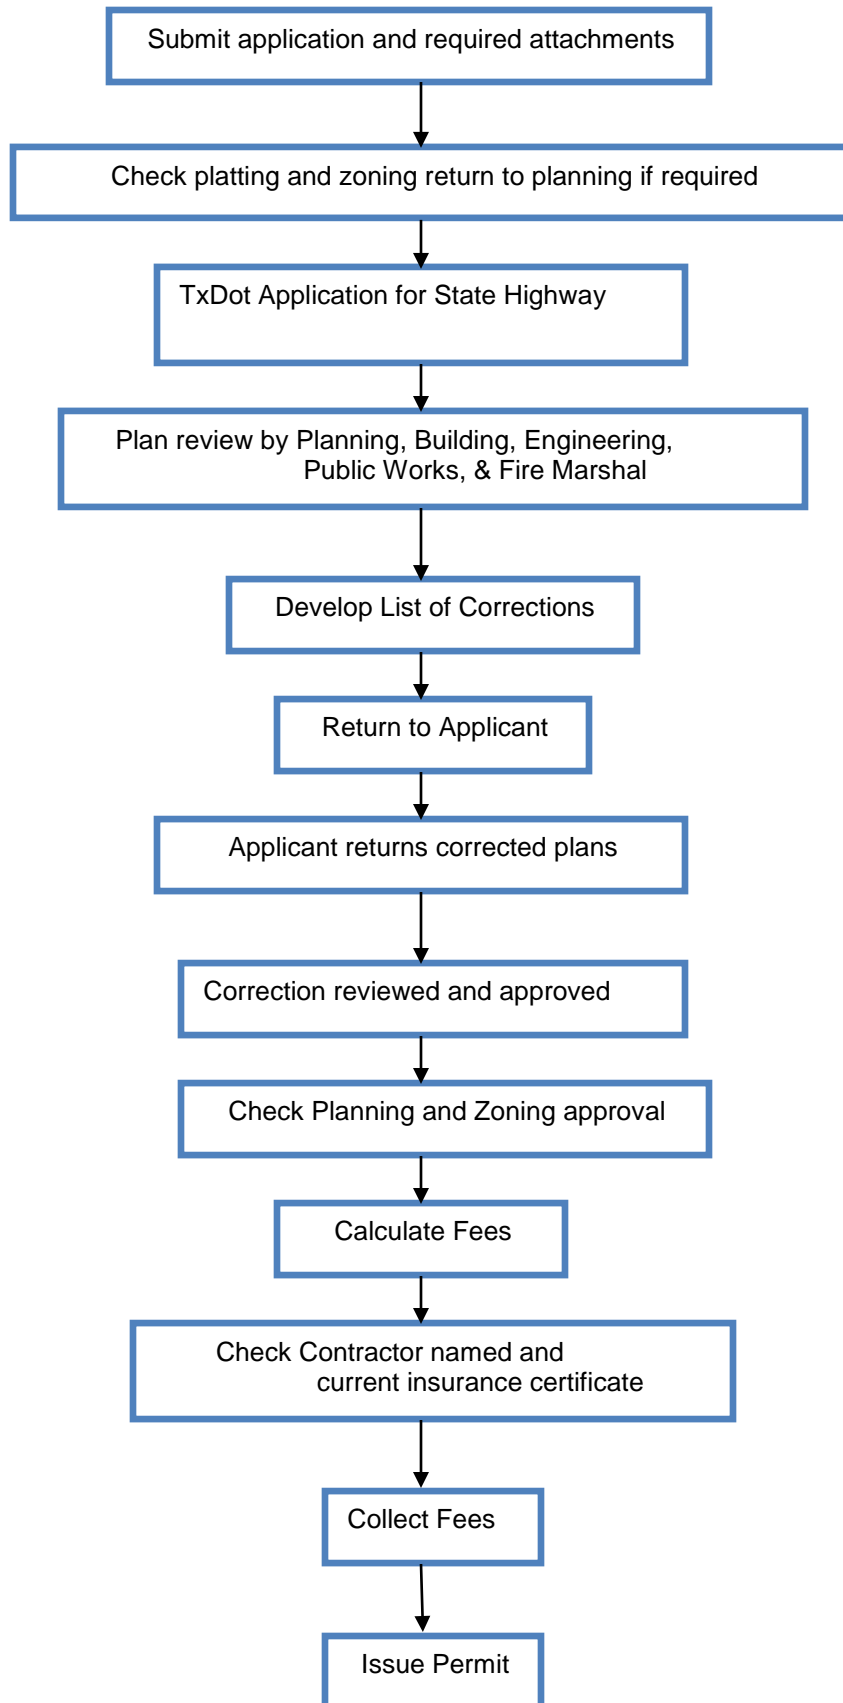 Submit application and required attachments
Check platting and zoning return to planning if required
TxDot Application for State Highway
Plan review by Planning, Building, Engineering,
Public Works, & Fire Marshal
Develop List of Corrections
Return to Applicant
Applicant returns corrected plans
Correction reviewed and approved
Check Planning and Zoning approval
Calculate Fees
Check Contractor named and
current insurance certificate
Collect Fees
Issue Permit